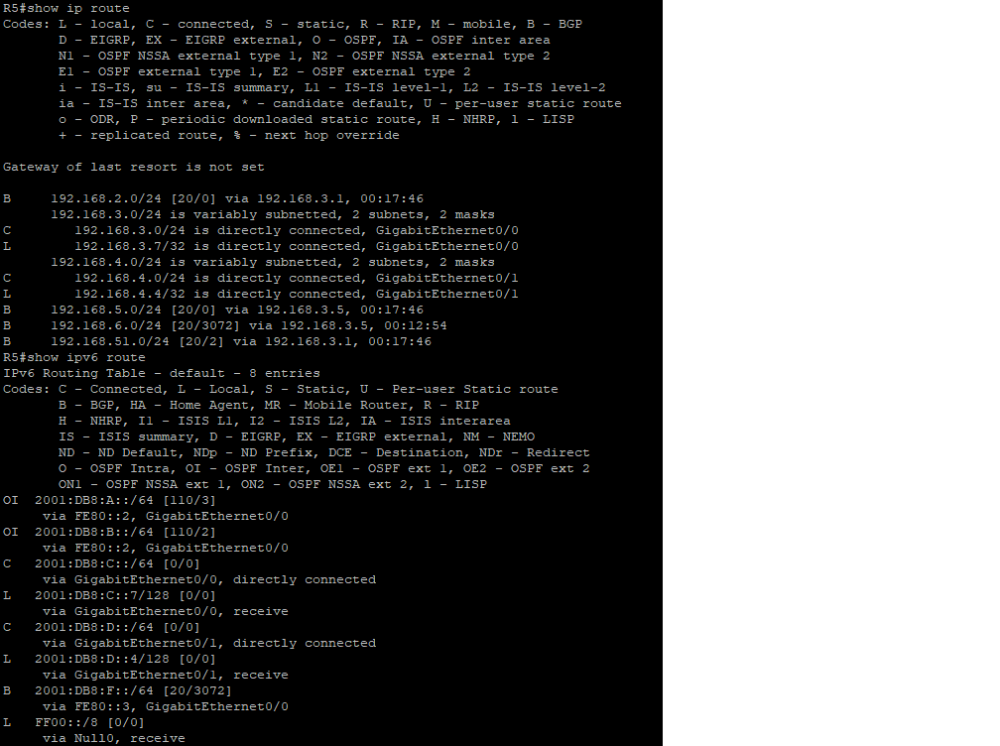 R5#show ip route
Codes: L - local, C - connected, S - static, R - RIP, M - mobile, B - BGP
       D - EIGRP, EX - EIGRP external, O - OSPF, IA - OSPF inter area
       N1 - OSPF NSSA external type 1, N2 - OSPF NSSA external type 2
       E1 - OSPF external type 1, E2 - OSPF external type 2
       i - IS-IS, su - IS-IS summary, L1 - IS-IS level-1, L2 - IS-IS level-2
       ia - IS-IS inter area, * - candidate default, U - per-user static route
       o - ODR, P - periodic downloaded static route, H - NHRP, l - LISP
       + - replicated route, % - next hop override

Gateway of last resort is not set

B     192.168.2.0/24 [20/0] via 192.168.3.1, 00:17:46
      192.168.3.0/24 is variably subnetted, 2 subnets, 2 masks
C        192.168.3.0/24 is directly connected, GigabitEthernet0/0
L        192.168.3.7/32 is directly connected, GigabitEthernet0/0
      192.168.4.0/24 is variably subnetted, 2 subnets, 2 masks
C        192.168.4.0/24 is directly connected, GigabitEthernet0/1
L        192.168.4.4/32 is directly connected, GigabitEthernet0/1
B     192.168.5.0/24 [20/0] via 192.168.3.5, 00:17:46
B     192.168.6.0/24 [20/3072] via 192.168.3.5, 00:12:54
B     192.168.51.0/24 [20/2] via 192.168.3.1, 00:17:46
R5#show ipv6 route
IPv6 Routing Table - default - 8 entries
Codes: C - Connected, L - Local, S - Static, U - Per-user Static route
       B - BGP, HA - Home Agent, MR - Mobile Router, R - RIP
       H - NHRP, I1 - ISIS L1, I2 - ISIS L2, IA - ISIS interarea
       IS - ISIS summary, D - EIGRP, EX - EIGRP external, NM - NEMO
       ND - ND Default, NDp - ND Prefix, DCE - Destination, NDr - Redirect
       O - OSPF Intra, OI - OSPF Inter, OE1 - OSPF ext 1, OE2 - OSPF ext 2
       ON1 - OSPF NSSA ext 1, ON2 - OSPF NSSA ext 2, l - LISP
OI  2001:DB8:A::/64 [110/3]
     via FE80::2, GigabitEthernet0/0
OI  2001:DB8:B::/64 [110/2]
     via FE80::2, GigabitEthernet0/0
C   2001:DB8:C::/64 [0/0]
     via GigabitEthernet0/0, directly connected
L   2001:DB8:C::7/128 [0/0]
     via GigabitEthernet0/0, receive
C   2001:DB8:D::/64 [0/0]
     via GigabitEthernet0/1, directly connected
L   2001:DB8:D::4/128 [0/0]
     via GigabitEthernet0/1, receive
B   2001:DB8:F::/64 [20/3072]
     via FE80::3, GigabitEthernet0/0
L   FF00::/8 [0/0]
     via Null0, receive